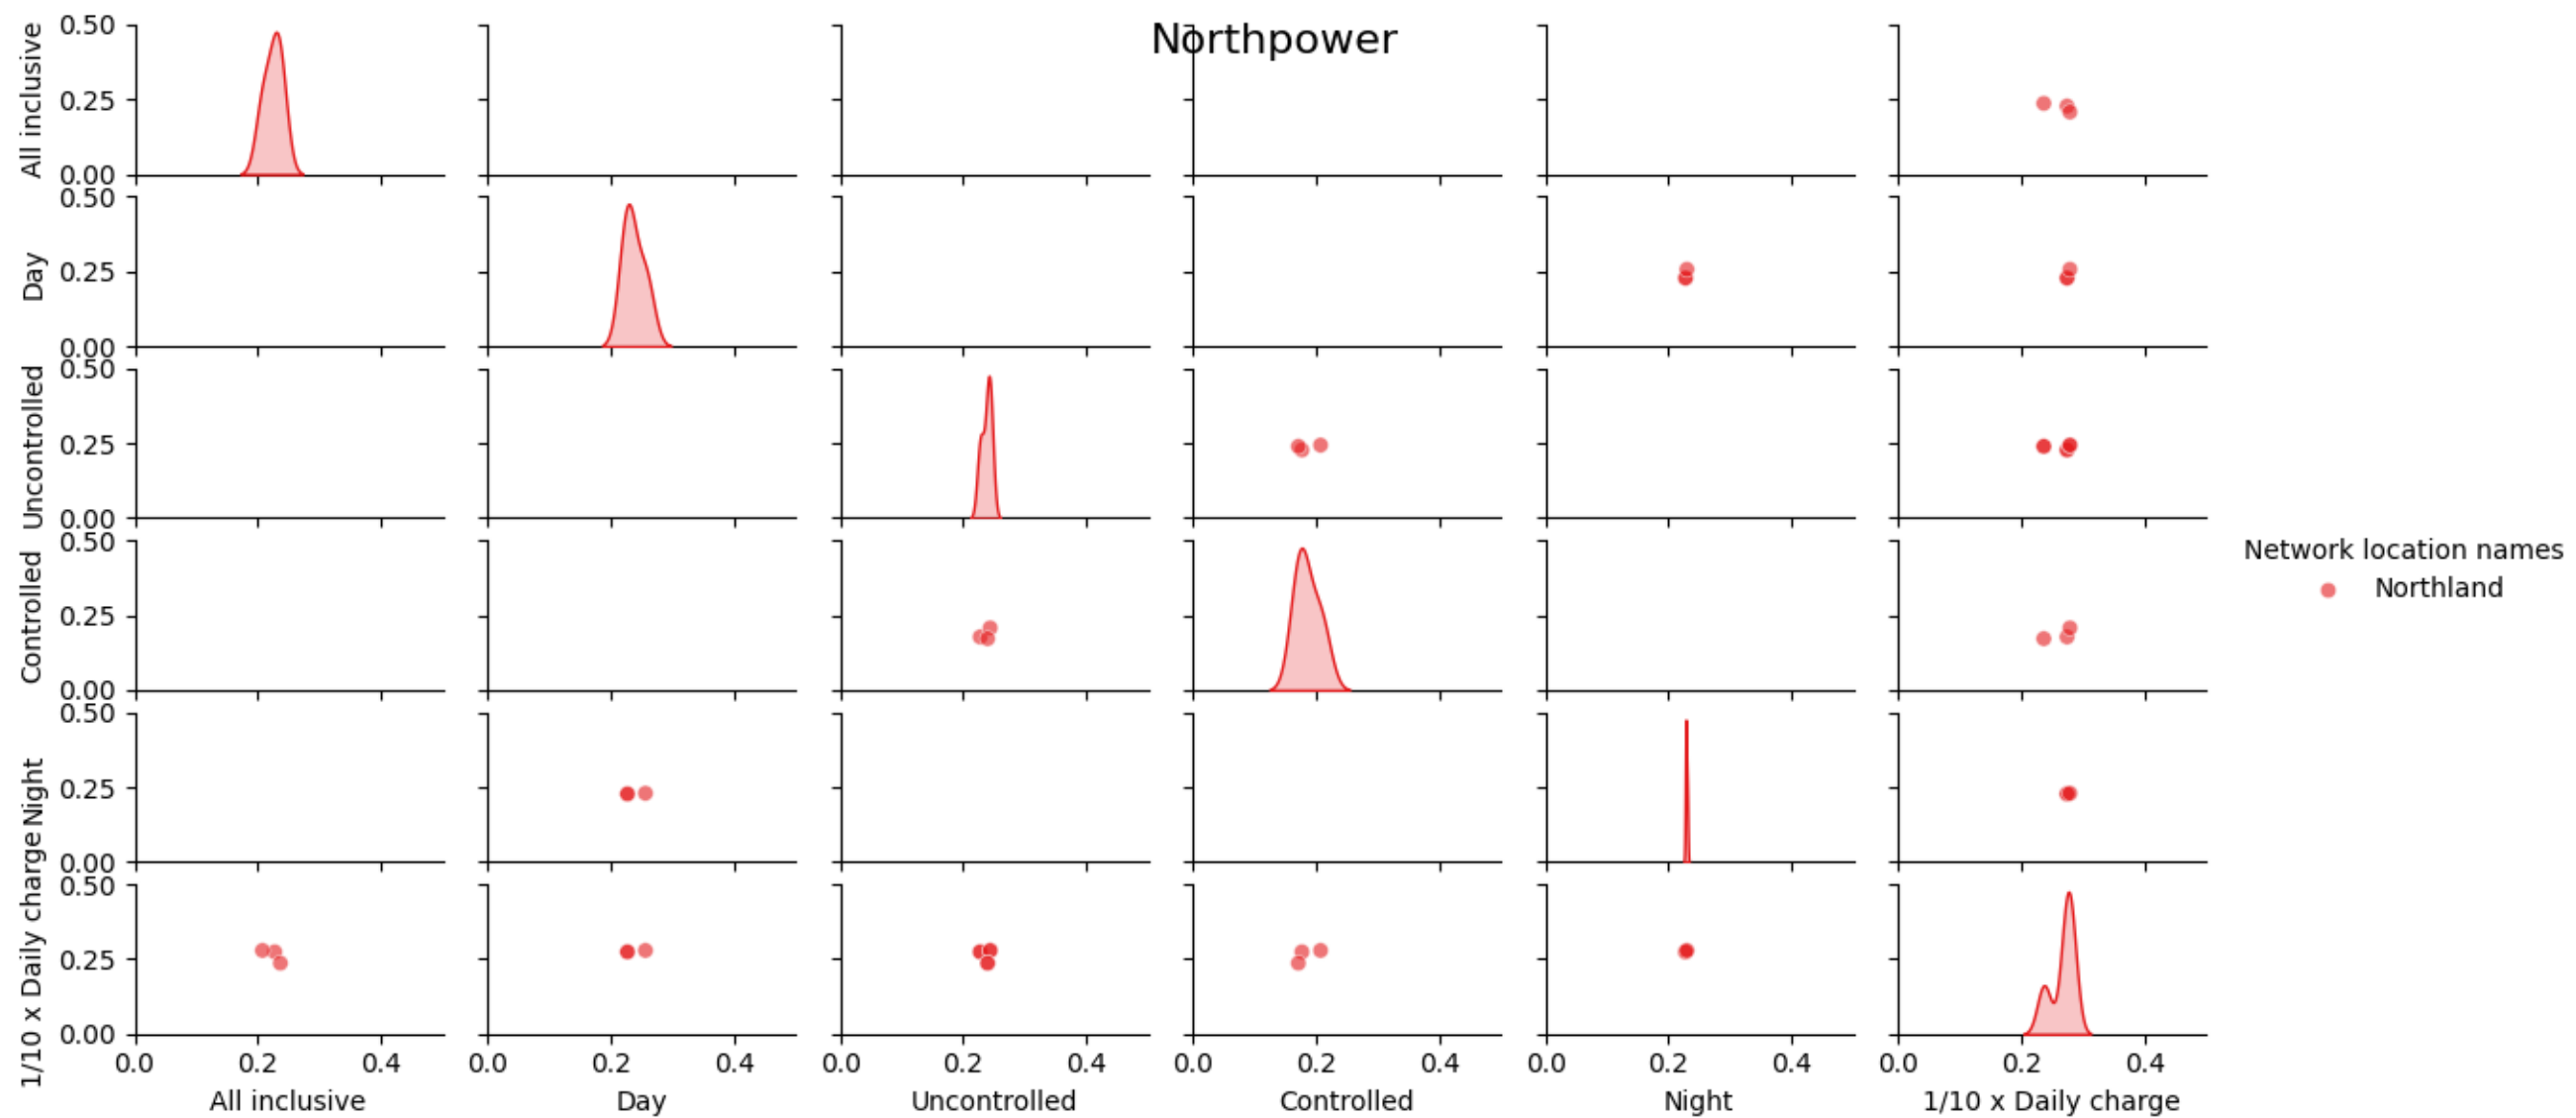 Northpower
All inclusive
0.50
0.25
0.00
Day
0.50
0.25
0.00
Uncontrolled
0.50
0.25
0.00
Controlled
0.50
0.25
0.00
Night
0.50
0.25
0.00
1/10 x Daily charge
0.50
0.25
0.00
0.0 0.2 0.4 0.0 0.2 0.4 0.0 0.2 0.4 0.0 0.2 0.4 0.0 0.2 0.4 0.0 0.2 0.4
All inclusive Day Uncontrolled Controlled Night 1/10 x Daily charge
Network location names
Northland